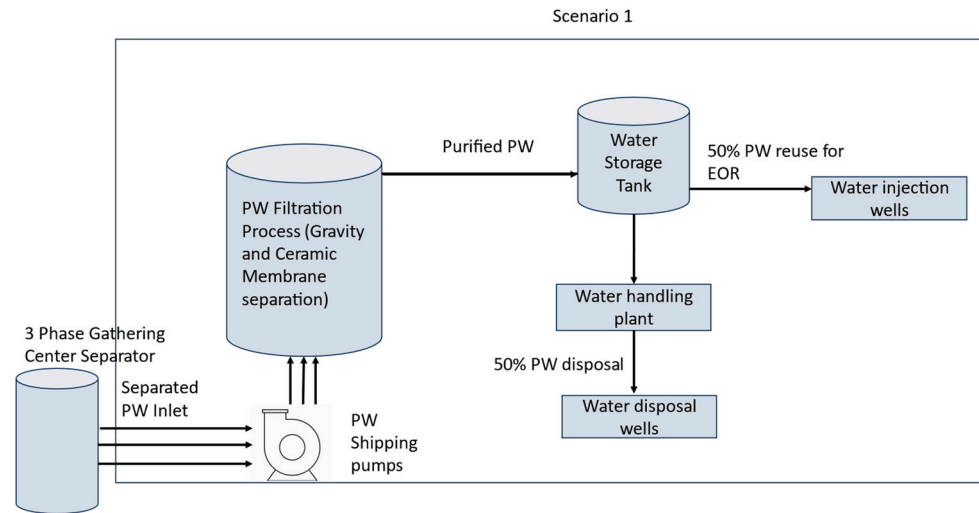 Scenario 1
Purified PW
Water
Storage
Tank
50% PW reuse for
EOR
Water injection
wells
PW Filtration
Process (Gravity
and Ceramic
Membrane
separation)
Water handling
plant
3 Phase Gathering
Center Separator
50% PW disposal
Separated
PW Inlet
Water disposal
wells
PW
Shipping
pumps